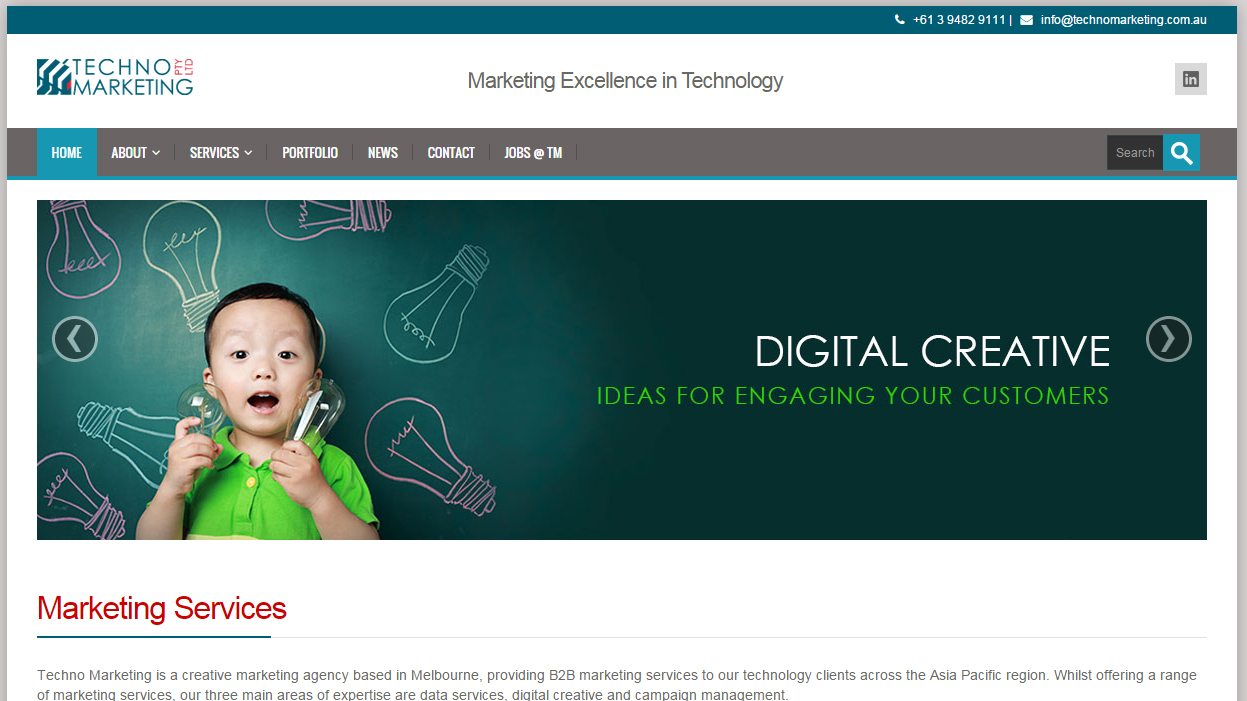 +61 3 9482 9111 | info@technomarketing.com.au
TECHNO PTY LTD
MARKETING
Marketing Excellence in Technology
in
HOME ABOUT SERVICES PORTFOLIO NEWS CONTACT JOBS @ TM Search
DIGITAL CREATIVE
IDEAS FOR ENGAGING YOUR CUSTOMERS
Marketing Services
Techno Marketing is a creative marketing agency based in Melbourne, providing B2B marketing services to our technology clients across the Asia Pacific region. Whilst offering a range
of marketing services, our three main areas of expertise are data services, digital creative and campaign management.